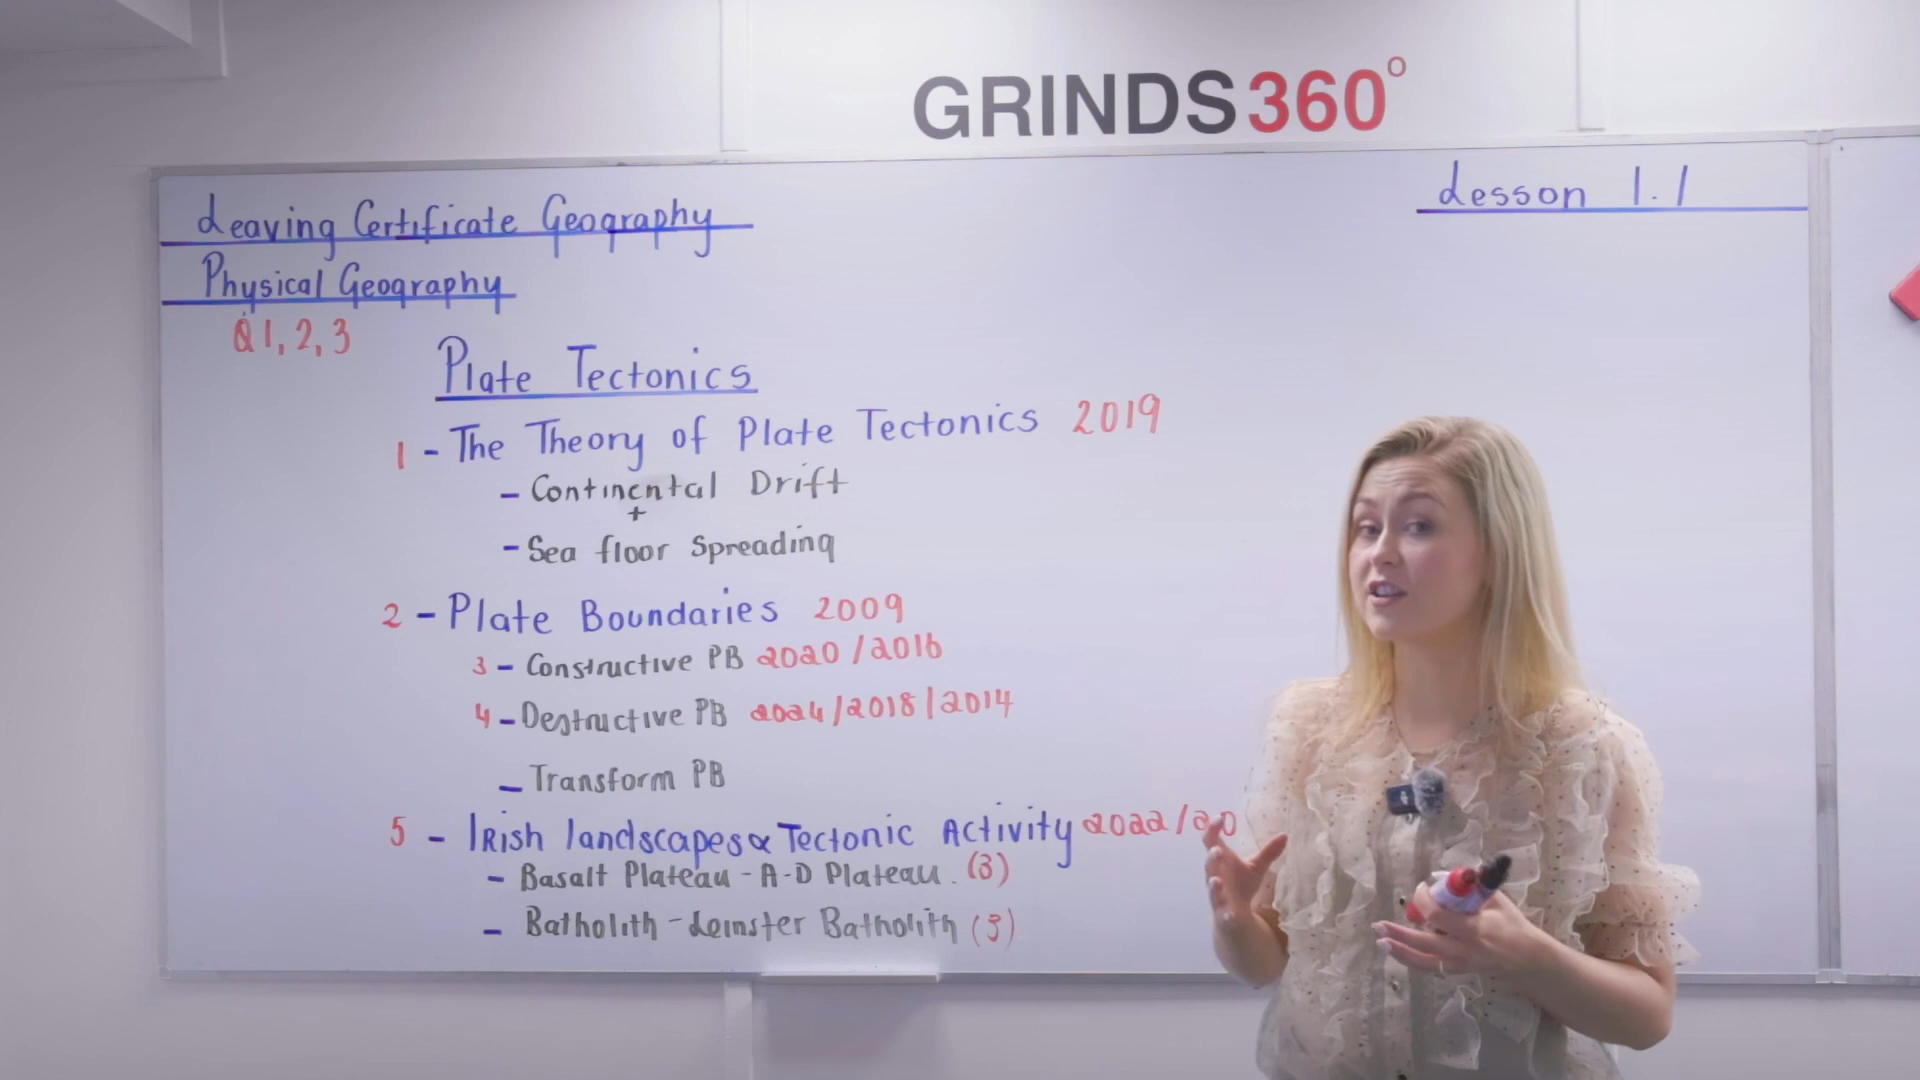 GRINDS360°
Lesson 1.1
Leaving Certificate Geography
Physical Geography
Q1, 2, 3
Plate Tectonics
1 - The Theory of Plate Tectonics 2019
- Continental Drift
+
- Sea floor Spreading
2 - Plate Boundaries 2009
3 - Constructive PB 2020 / 2016
4 - Destructive PB 2024/2018/2014
- Transform PB
5 - Irish landscapes & Tectonic Activity 2022/20
- Basalt Plateau - A-D Plateau. (3)
- Batholith - Leinster Batholith (3)